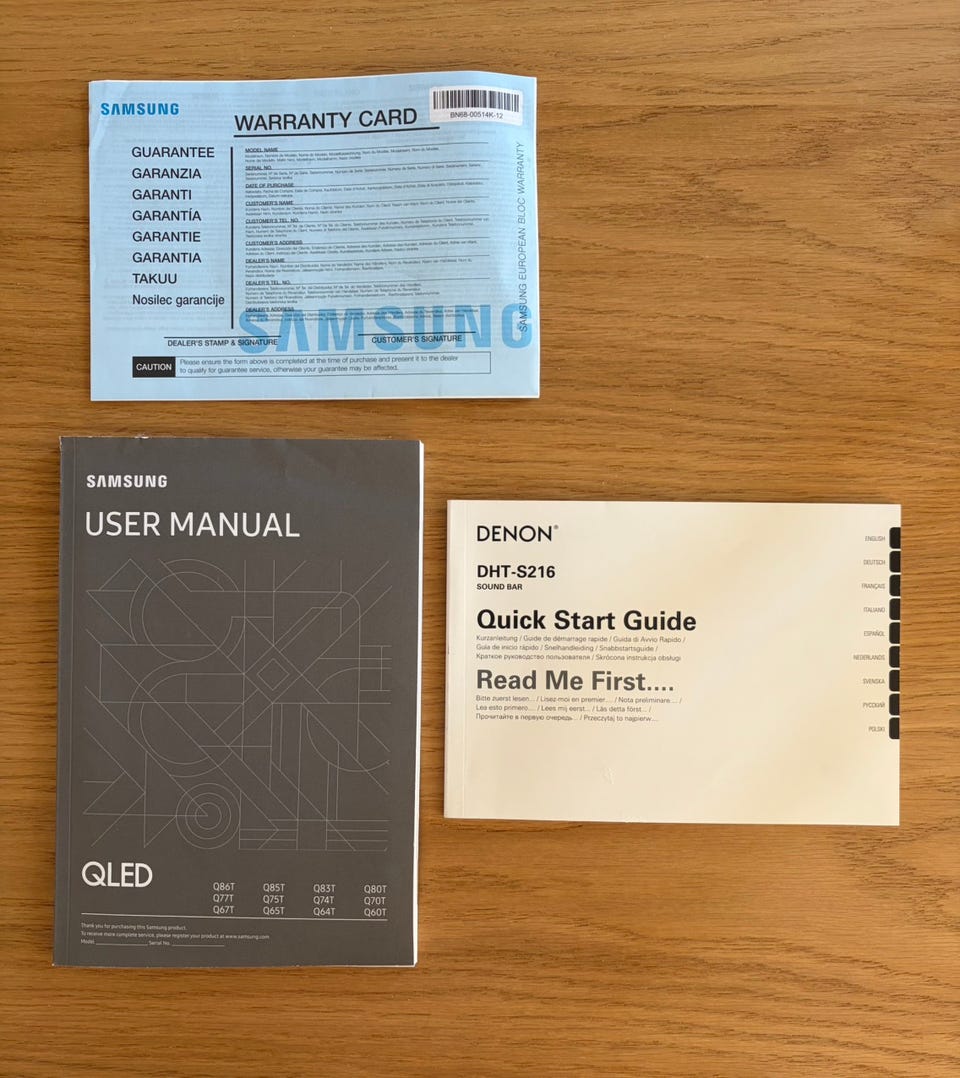 SAMSUNG
WARRANTY CARD
BN68-00514K-12
GUARANTEE
GARANZIA
GARANTI
GARANTÍA
GARANTIE
GARANTIA
TAKUU
Nosilec garancije
MODEL NAME
SERIAL NO.
DATE OF PURCHASE
CUSTOMER'S NAME
CUSTOMER'S TEL. NO.
CUSTOMER'S ADDRESS
DEALER'S NAME
DEALER'S TEL. NO.
DEALER'S ADDRESS
SAMSUNG
DEALER'S STAMP & SIGNATURE
CUSTOMER'S SIGNATURE
CAUTION
Please ensure the form above is completed at the time of purchase and present it to the dealer
to qualify for guarantee service, otherwise your guarantee may be affected.
SAMSUNG EUROPEAN BLOC WARRANTY
SAMSUNG
USER MANUAL
QLED
Q86T Q85T Q83T Q80T
Q77T Q75T Q74T Q70T
Q67T Q65T Q64T Q60T
Thank you for purchasing this Samsung product.
To receive more complete service, please register your product at www.samsung.com
Model Serial No.
DENON®
DHT-S216
SOUND BAR
Quick Start Guide
Kurzanleitung / Guide de démarrage rapide / Guida di Avvio Rapido /
Guía de inicio rápido / Snelhandleiding / Snabbstartsguide /
Краткое руководство пользователя / Skrócona instrukcja obsługi
Read Me First....
Bitte zuerst lesen... / Lisez-moi en premier.... / Nota preliminare.... /
Lea esto primero.... / Lees mij eerst... / Läs detta först... /
Прочитайте в первую очередь... / Przeczytaj to najpierw....
ENGLISH
DEUTSCH
FRANÇAIS
ITALIANO
ESPAÑOL
NEDERLANDS
SVENSKA
РУССКИЙ
POLSKI